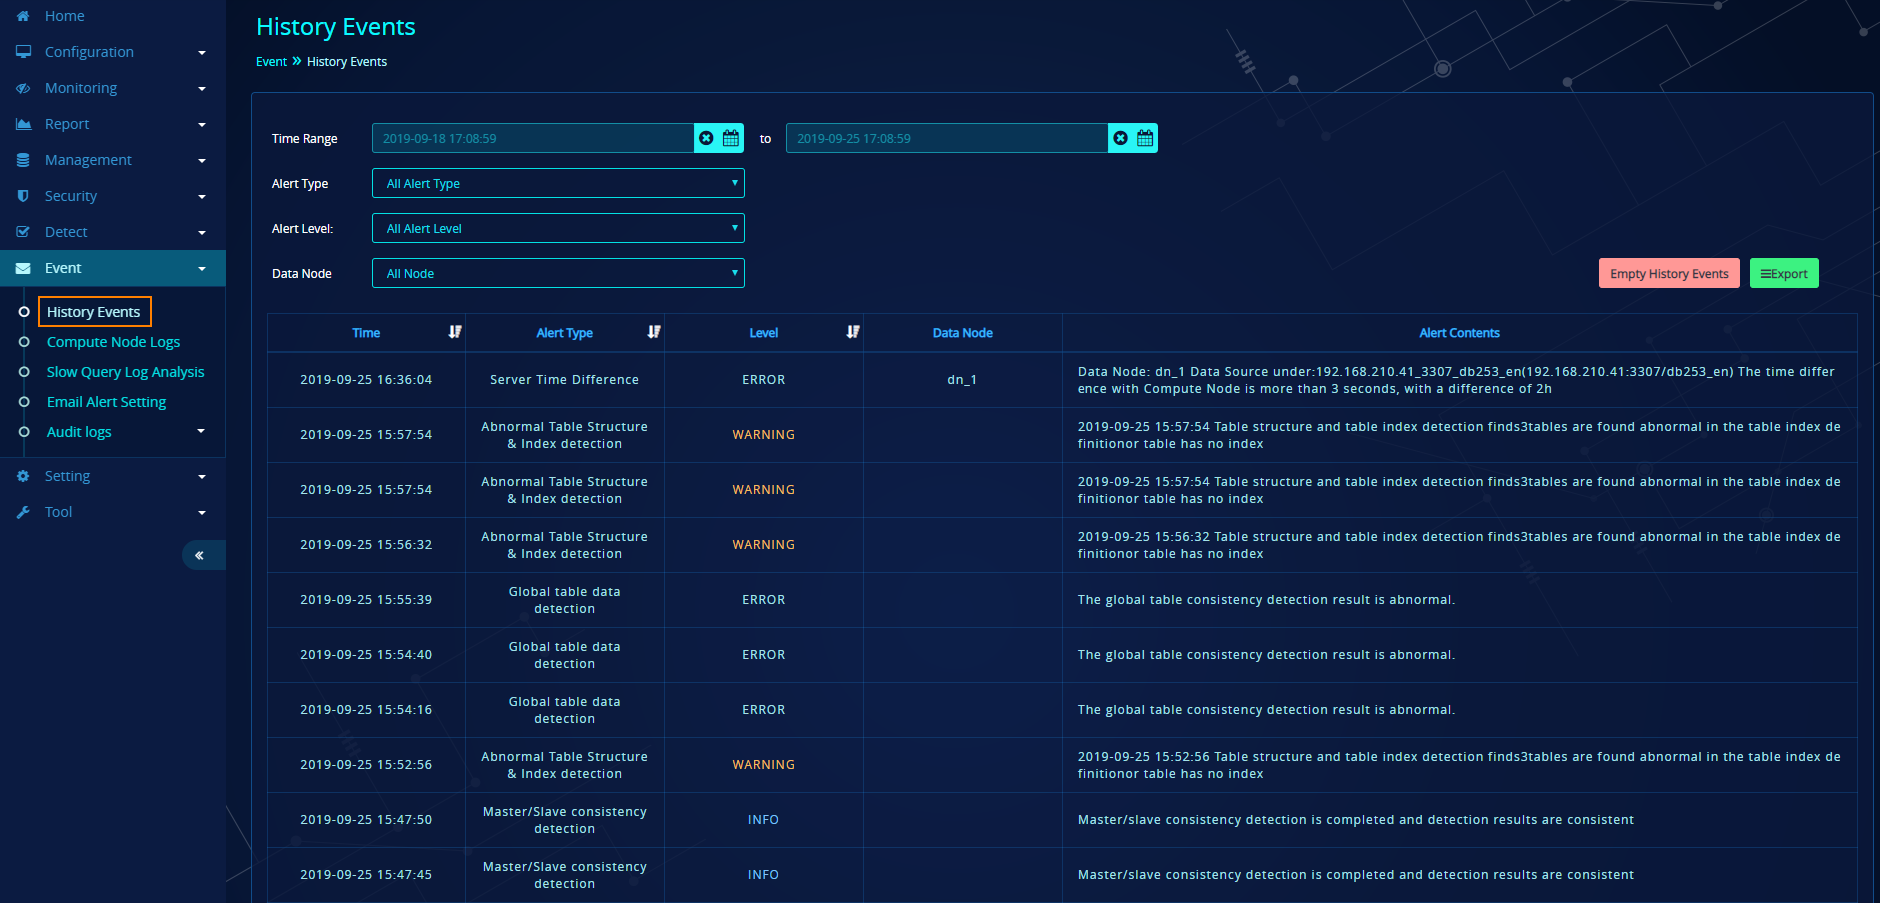 Home
Configuration
Monitoring
Report
Management
Security
Detect
Event
History Events
Compute Node Logs
Slow Query Log Analysis
Email Alert Setting
Audit logs
Setting
Tool
History Events
Event » History Events
Time Range 2019-09-18 17:08:59 to 2019-09-25 17:08:59
Alert Type All Alert Type
Alert Level: All Alert Level
Data Node All Node
Empty History Events Export
Time Alert Type Level Data Node Alert Contents
2019-09-25 16:36:04 Server Time Difference ERROR dn_1
Data Node: dn_1 Data Source under:192.168.210.41_3307_db253_en(192.168.210.41:3307/db253_en) The time differ
ence with Compute Node is more than 3 seconds, with a difference of 2h
2019-09-25 15:57:54
Abnormal Table Structure
& Index detection
WARNING
2019-09-25 15:57:54 Table structure and table index detection finds3tables are found abnormal in the table index de
finitionor table has no index
2019-09-25 15:57:54
Abnormal Table Structure
& Index detection
WARNING
2019-09-25 15:57:54 Table structure and table index detection finds3tables are found abnormal in the table index de
finitionor table has no index
2019-09-25 15:56:32
Abnormal Table Structure
& Index detection
WARNING
2019-09-25 15:56:32 Table structure and table index detection finds3tables are found abnormal in the table index de
finitionor table has no index
2019-09-25 15:55:39
Global table data
detection
ERROR
The global table consistency detection result is abnormal.
2019-09-25 15:54:40
Global table data
detection
ERROR
The global table consistency detection result is abnormal.
2019-09-25 15:54:16
Global table data
detection
ERROR
The global table consistency detection result is abnormal.
2019-09-25 15:52:56
Abnormal Table Structure
& Index detection
WARNING
2019-09-25 15:52:56 Table structure and table index detection finds3tables are found abnormal in the table index de
finitionor table has no index
2019-09-25 15:47:50
Master/Slave consistency
detection
INFO
Master/slave consistency detection is completed and detection results are consistent
2019-09-25 15:47:45
Master/Slave consistency
detection
INFO
Master/slave consistency detection is completed and detection results are consistent